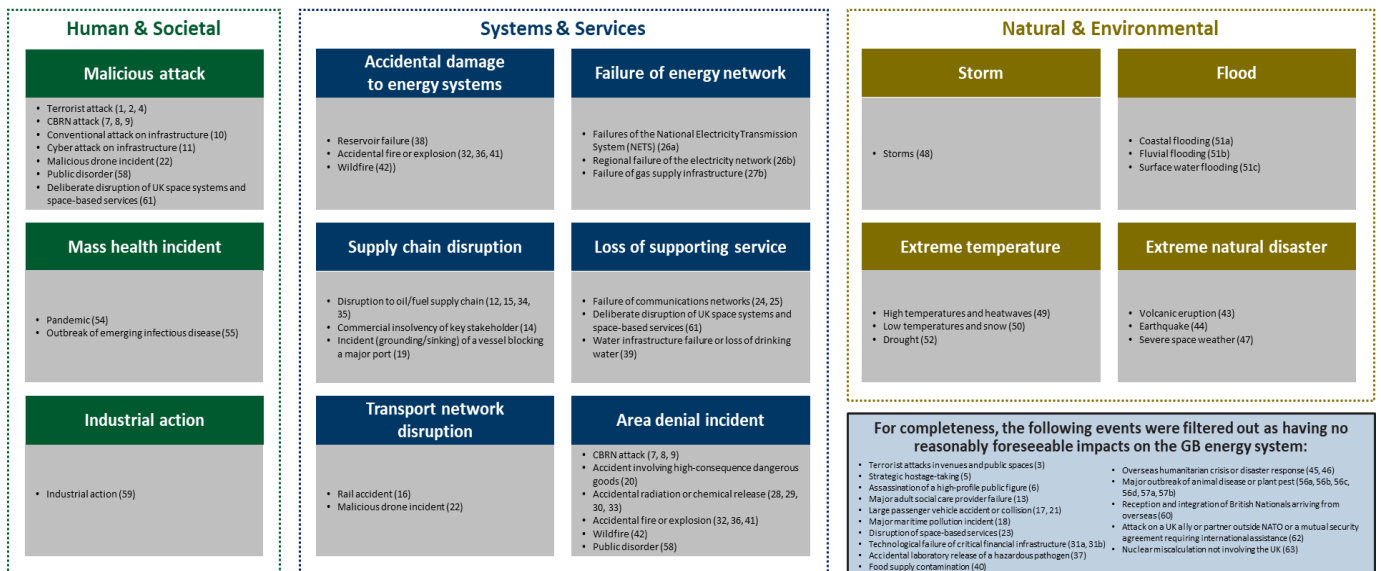 Human & Societal
Malicious attack
• Terrorist attack (1, 2, 4)
• CBRN attack (7, 8, 9)
• Conventional attack on infrastructure (10)
• Cyber attack on infrastructure (11)
• Malicious drone incident (22)
• Public disorder (58)
• Deliberate disruption of UK space systems and
space-based services (61)
Mass health incident
• Pandemic (54)
• Outbreak of emerging infectious disease (55)
Industrial action
• Industrial action (59)
Systems & Services
Accidental damage
to energy systems
• Reservoir failure (38)
• Accidental fire or explosion (32, 36, 41)
• Wildfire (42))
Failure of energy network
• Failures of the National Electricity Transmission
System (NETS) (26a)
• Regional failure of the electricity network (26b)
• Failure of gas supply infrastructure (27b)
Supply chain disruption
• Disruption to oil/fuel supply chain (12, 15, 34,
35)
• Commercial insolvency of key stakeholder (14)
• Incident (grounding/sinking) of a vessel blocking
a major port (19)
Loss of supporting service
• Failure of communications networks (24, 25)
• Deliberate disruption of UK space systems and
space-based services (61)
• Water infrastructure failure or loss of drinking
water (39)
Transport network
disruption
• Rail accident (16)
• Malicious drone incident (22)
Area denial incident
• CBRN attack (7, 8, 9)
• Accident involving high-consequence dangerous
goods (20)
• Accidental radiation or chemical release (28, 29,
30, 33)
• Accidental fire or explosion (32, 36, 41)
• Wildfire (42)
• Public disorder (58)
Natural & Environmental
Storm
• Storms (48)
Flood
• Coastal flooding (51a)
• Fluvial flooding (51b)
• Surface water flooding (51c)
Extreme temperature
• High temperatures and heatwaves (49)
• Low temperatures and snow (50)
• Drought (52)
Extreme natural disaster
• Volcanic eruption (43)
• Earthquake (44)
• Severe space weather (47)
For completeness, the following events were filtered out as having no
reasonably foreseeable impacts on the GB energy system:
• Terrorist attacks in venues and public spaces (3)
• Strategic hostage-taking (5)
• Assassination of a high-profile public figure (6)
• Major adult social care provider failure (13)
• Large passenger vehicle accident or collision (17, 21)
• Major maritime pollution incident (18)
• Disruption of space-based services (23)
• Technological failure of critical financial infrastructure (31a, 31b)
• Accidental laboratory release of a hazardous pathogen (37)
• Food supply contamination (40)
• Overseas humanitarian crisis or disaster response (45, 46)
• Major outbreak of animal disease or plant pest (56a, 56b, 56c,
56d, 57a, 57b)
• Reception and integration of British Nationals arriving from
overseas (60)
• Attack on a UK ally or partner outside NATO or a mutual security
agreement requiring international assistance (62)
• Nuclear miscalculation not involving the UK (63)